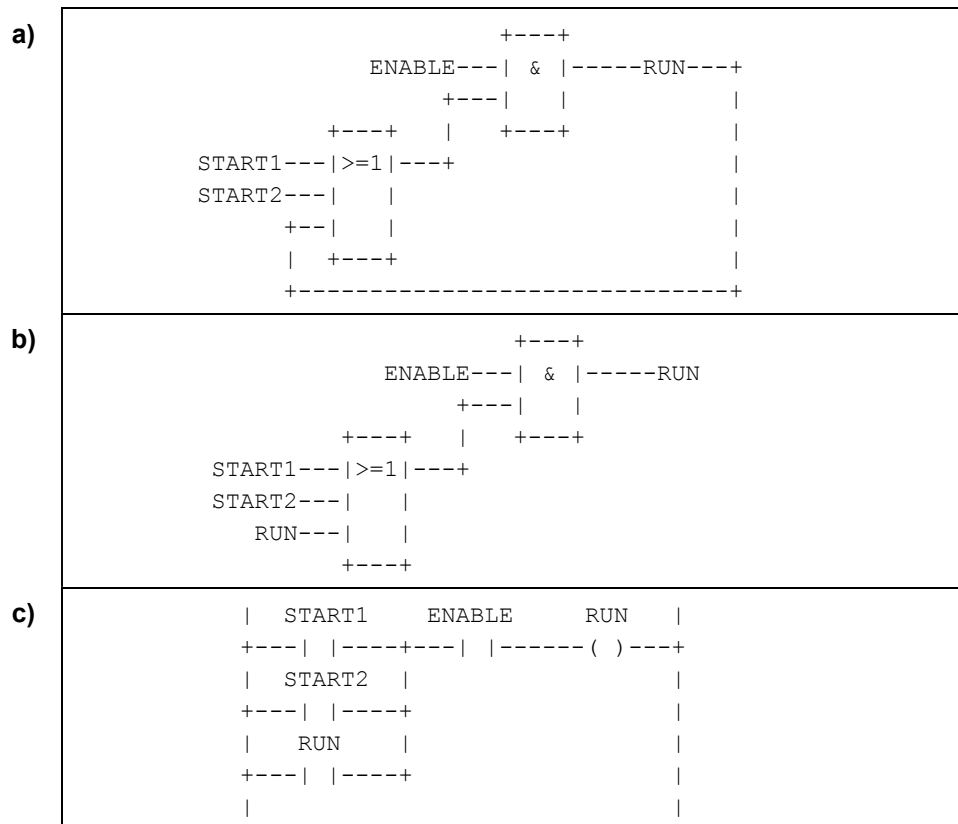 a)
+---+
ENABLE---| & |-----RUN---+
+---|   |           |
+---+   |   +---+           |
START1---|>=1|---+                   |
START2---|   |                       |
+--|   |                       |
|  +---+                       |
+------------------------------+
b)
+---+
ENABLE---| & |-----RUN
+---|   |
+---+   |   +---+
START1---|>=1|---+
START2---|   |
RUN---|   |
+---+
c)
|  START1    ENABLE     RUN   |
+---| |----+---| |------( )---+
|  START2  |                  |
+---| |----+                  |
|   RUN    |                  |
+---| |----+                  |
|                             |